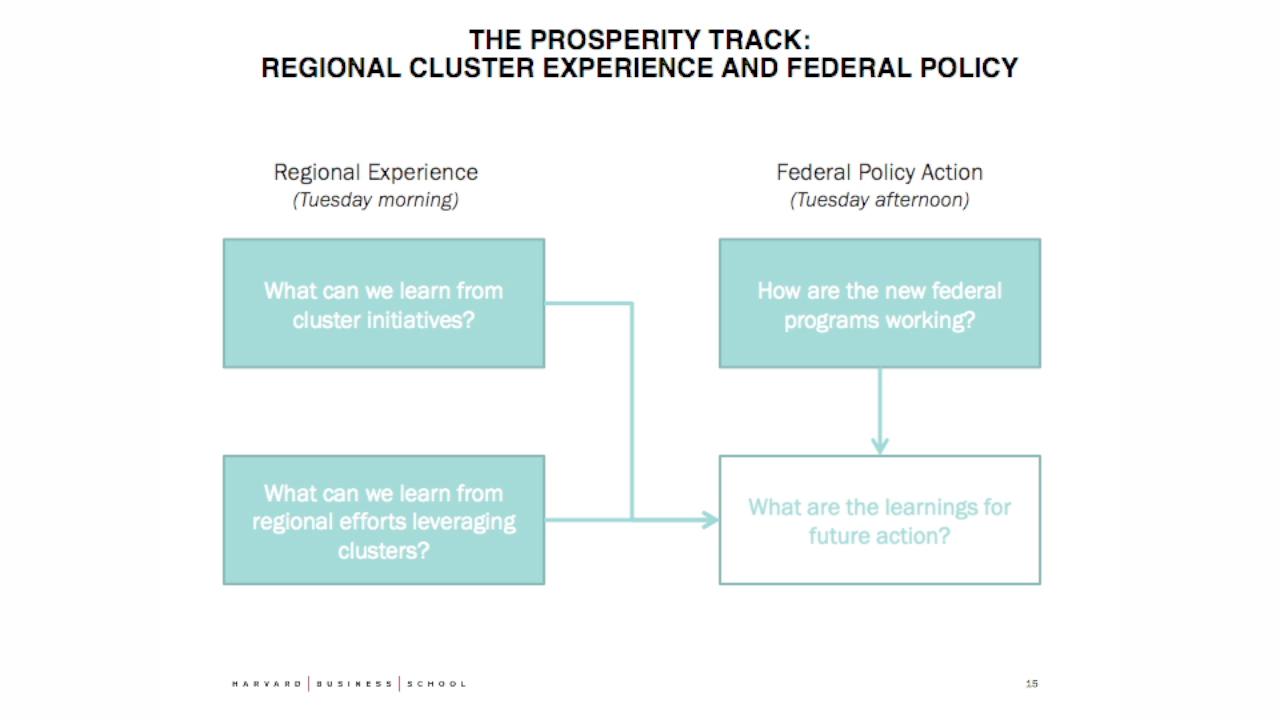 THE PROSPERITY TRACK:
REGIONAL CLUSTER EXPERIENCE AND FEDERAL POLICY
Regional Experience
(Tuesday morning)
What can we learn from
cluster initiatives?
What can we learn from
regional efforts leveraging
clusters?
Federal Policy Action
(Tuesday afternoon)
How are the new federal
programs working?
What are the learnings for
future action?
HARVARD|BUSINESS|SCHOOL
15